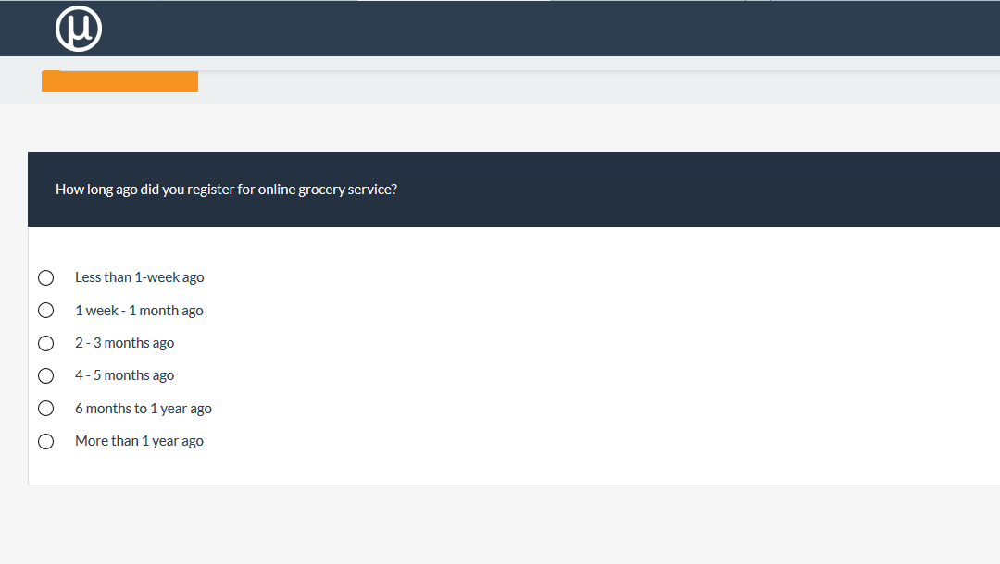 µ
How long ago did you register for online grocery service?
Less than 1-week ago
1 week - 1 month ago
2 - 3 months ago
4 - 5 months ago
6 months to 1 year ago
More than 1 year ago